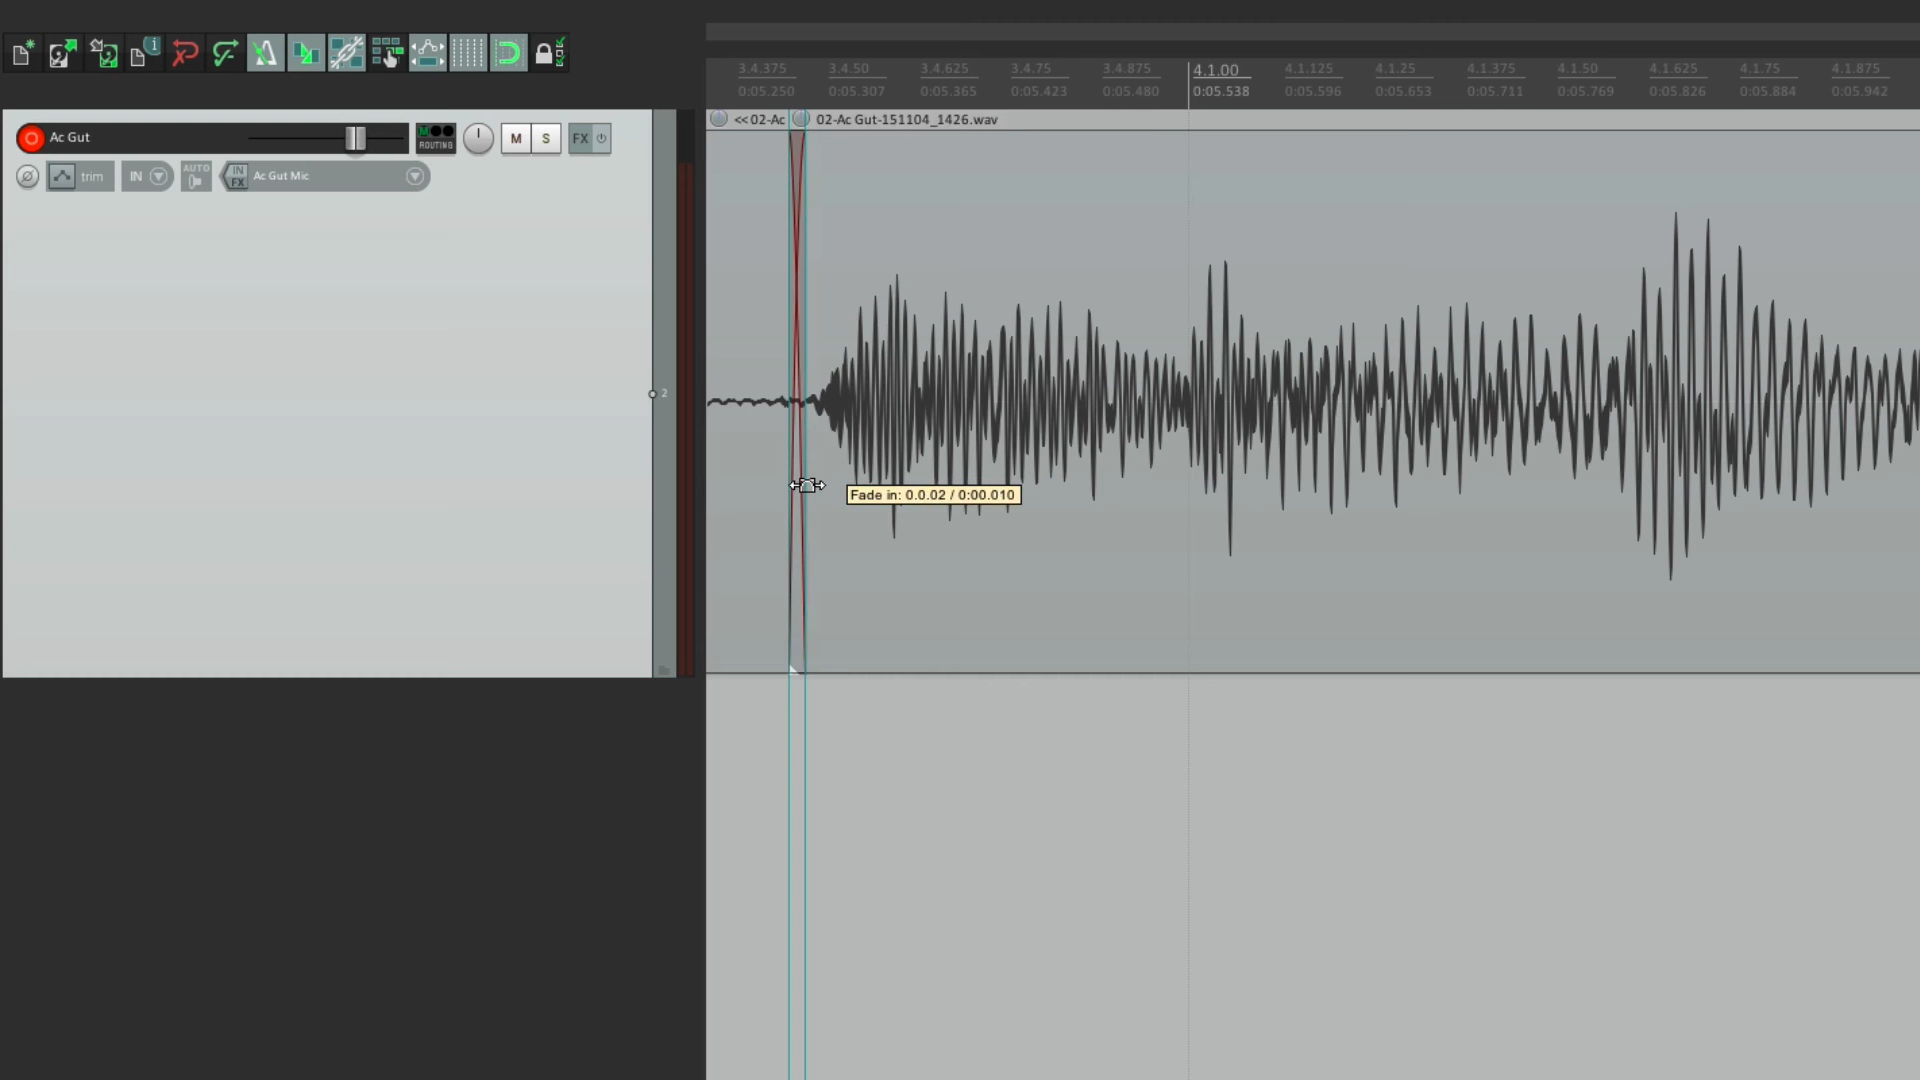 3.4.375 3.4.50 3.4.625 3.4.75 3.4.875 4.1.00 4.1.125 4.1.25 4.1.375 4.1.50 4.1.625 4.1.75 4.1.875
0:05.250 0:05.307 0:05.365 0:05.423 0:05.480 0:05.538 0:05.596 0:05.653 0:05.711 0:05.769 0:05.826 0:05.884 0:05.942
<<02-Ac 02-Ac Gut-151104_1426.wav
Ac Gut M ROUTING M S FX
trim IN AUTO IN FX Ac Gut Mic
2
Fade in: 0.0.02 / 0:00.010